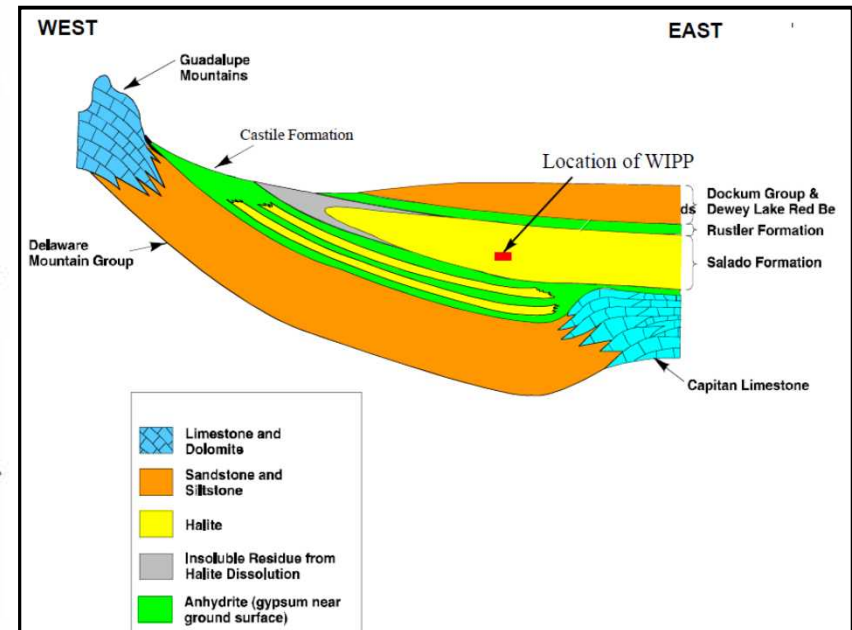 WEST
EAST
Guadalupe
Mountains
Castile Formation
Location of WIPP
Dockum Group &
ds Dewey Lake Red Be
Rustler Formation
Salado Formation
Delaware
Mountain Group
Capitan Limestone
Limestone and
Dolomite
Sandstone and
Siltstone
Halite
Insoluble Residue from
Halite Dissolution
Anhydrite (gypsum near
ground surface)